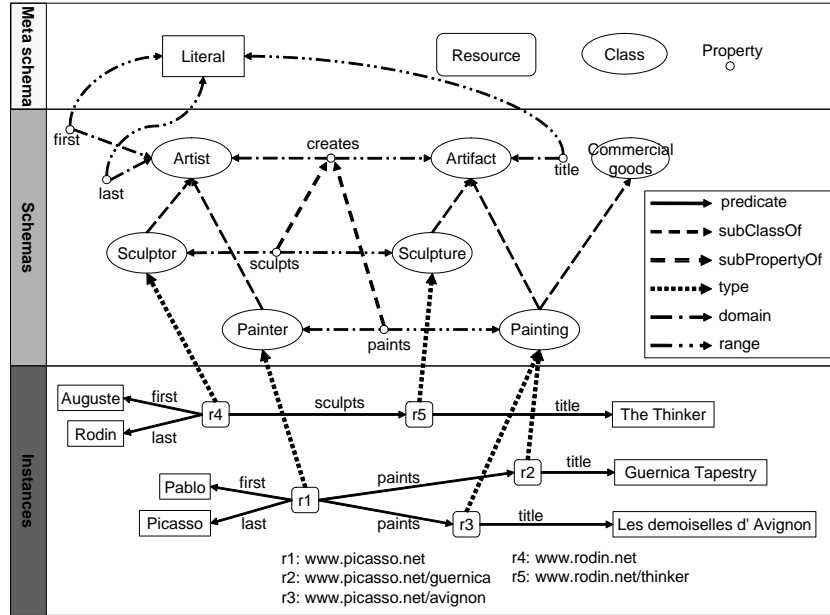 Meta schema
Literal
Resource
Class
Property
first
last
Schemas
Artist
creates
Artifact
title
Commercial
goods
Sculptor
sculpts
Sculpture
Painter
paints
Painting
predicate
subClassOf
subPropertyOf
type
domain
range
Instances
Auguste
first
Rodin
last
r4
sculpts
r5
title
The Thinker
Pablo
first
Picasso
last
r1
paints
r2
title
Guernica Tapestry
paints
r3
title
Les demoiselles d' Avignon
r1: www.picasso.net
r2: www.picasso.net/guernica
r3: www.picasso.net/avignon
r4: www.rodin.net
r5: www.rodin.net/thinker